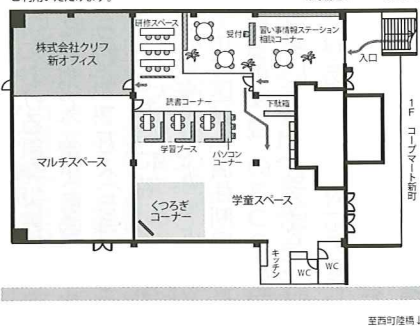 研修スペース
受付
習い事情報ステーション
相談コーナー
株式会社クリフ
新オフィス
入口
読書コーナー
下駄箱
学習ブース
パソコン
コーナー
マルチスペース
くつろぎ
コーナー
学童スペース
1F コープマート新町
キッチン
WC
WC
至西町陸橋